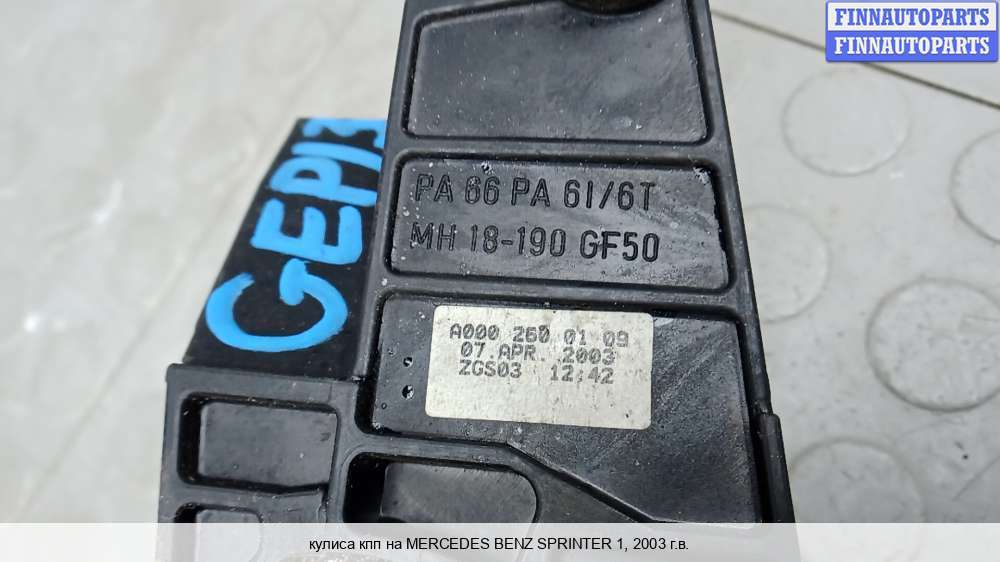 FINNAUTOPARTS
FINNAUTOPARTS
GEP13
PA 66 PA 6I/6T
MH 18-190 GF50
A000 260 01 09
07.APR. 2003
ZGS03 12:42
кулиса кпп на MERCEDES BENZ SPRINTER 1, 2003 г.в.